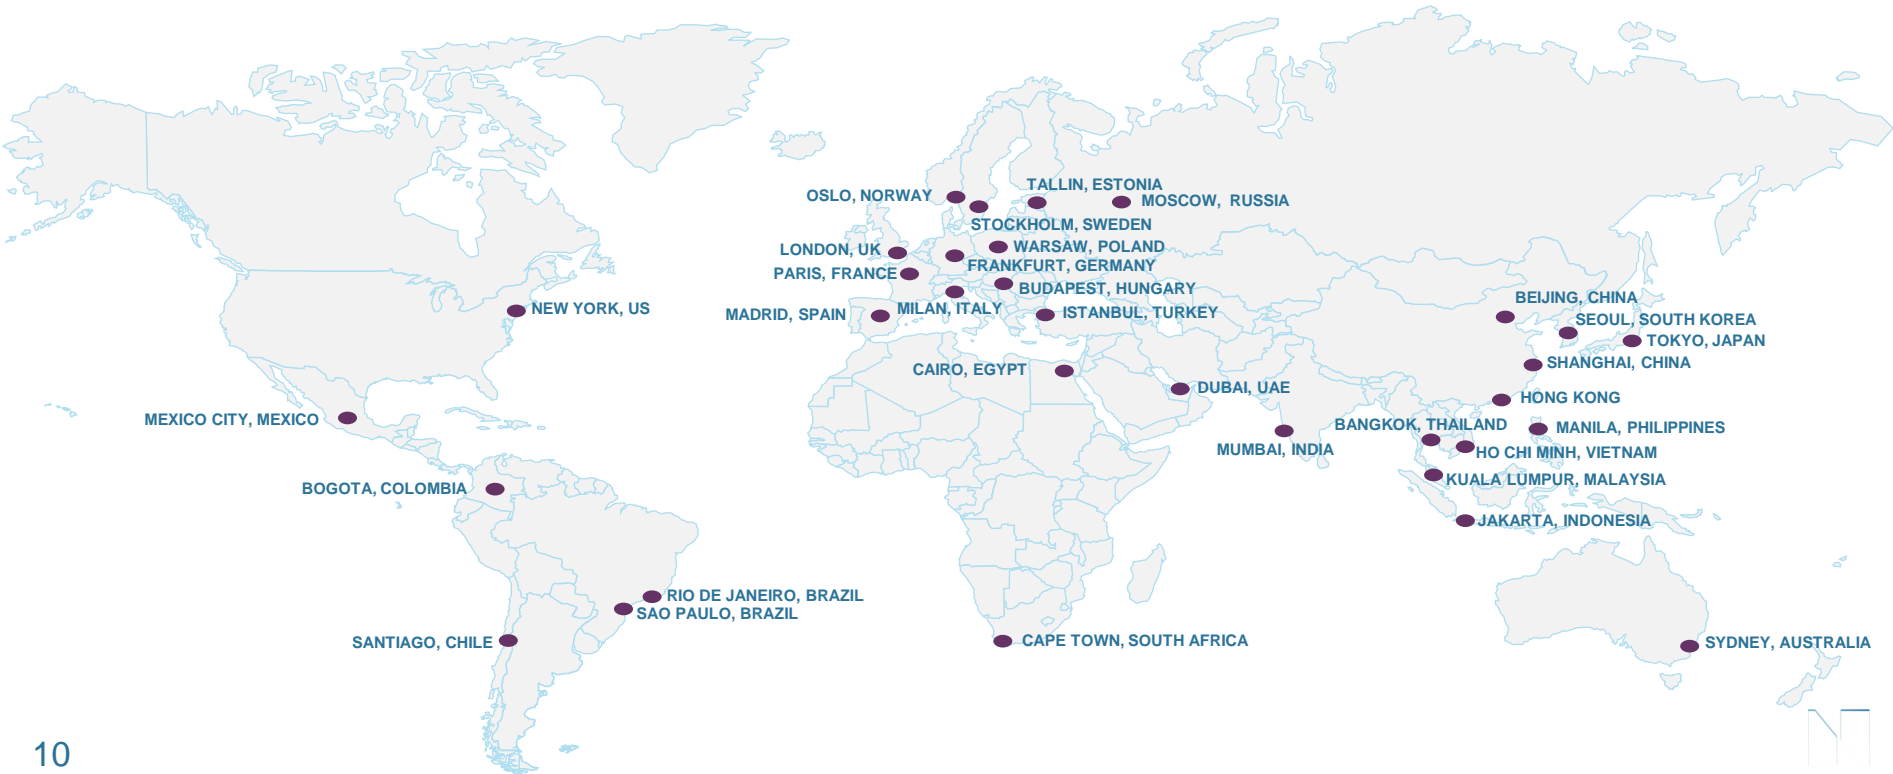 TALLIN, ESTONIA
OSLO, NORWAY
MOSCOW, RUSSIA
STOCKHOLM, SWEDEN
WARSAW, POLAND
LONDON, UK
FRANKFURT, GERMANY
PARIS, FRANCE
BUDAPEST, HUNGARY
BEIJING, CHINA
NEW YORK, US
MILAN, ITALY
MADRID, SPAIN
ISTANBUL, TURKEY
SEOUL, SOUTH KOREA
TOKYO, JAPAN
SHANGHAI, CHINA
CAIRO, EGYPT
DUBAI, UAE
HONG KONG
MEXICO CITY, MEXICO
BANGKOK, THAILAND
MANILA, PHILIPPINES
MUMBAI, INDIA
HO CHI MINH, VIETNAM
KUALA LUMPUR, MALAYSIA
BOGOTA, COLOMBIA
JAKARTA, INDONESIA
RIO DE JANEIRO, BRAZIL
SAO PAULO, BRAZIL
SANTIAGO, CHILE
CAPE TOWN, SOUTH AFRICA
SYDNEY, AUSTRALIA
10
N